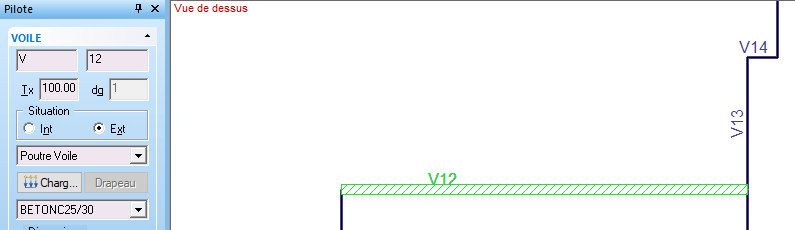 Pilote
VOILE
V 12
Tx 100.00 dg 1
Situation
Int Ext
Poutre Voile
Charg... Drapeau
BETONC25/30
Vue de dessus
V14
V13
V12